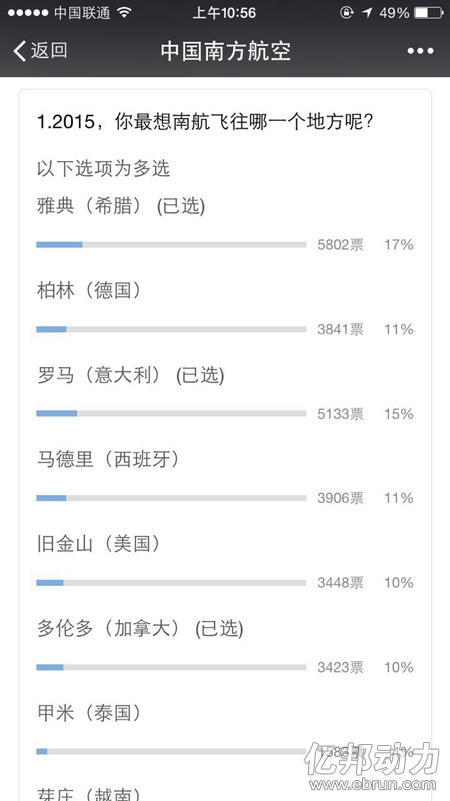 中国联通 上午10:56 49%
返回 中国南方航空
1.2015，你最想南航飞往哪一个地方呢?
以下选项为多选
雅典（希腊） (已选)
5802票 17%
柏林（德国）
3841票 11%
罗马（意大利） (已选)
5133票 15%
马德里（西班牙）
3906票 11%
旧金山（美国）
3448票 10%
多伦多（加拿大） (已选)
3423票 10%
甲米（泰国）
1583票 4%
芽庄（越南）
亿邦动力
www.ebrun.com